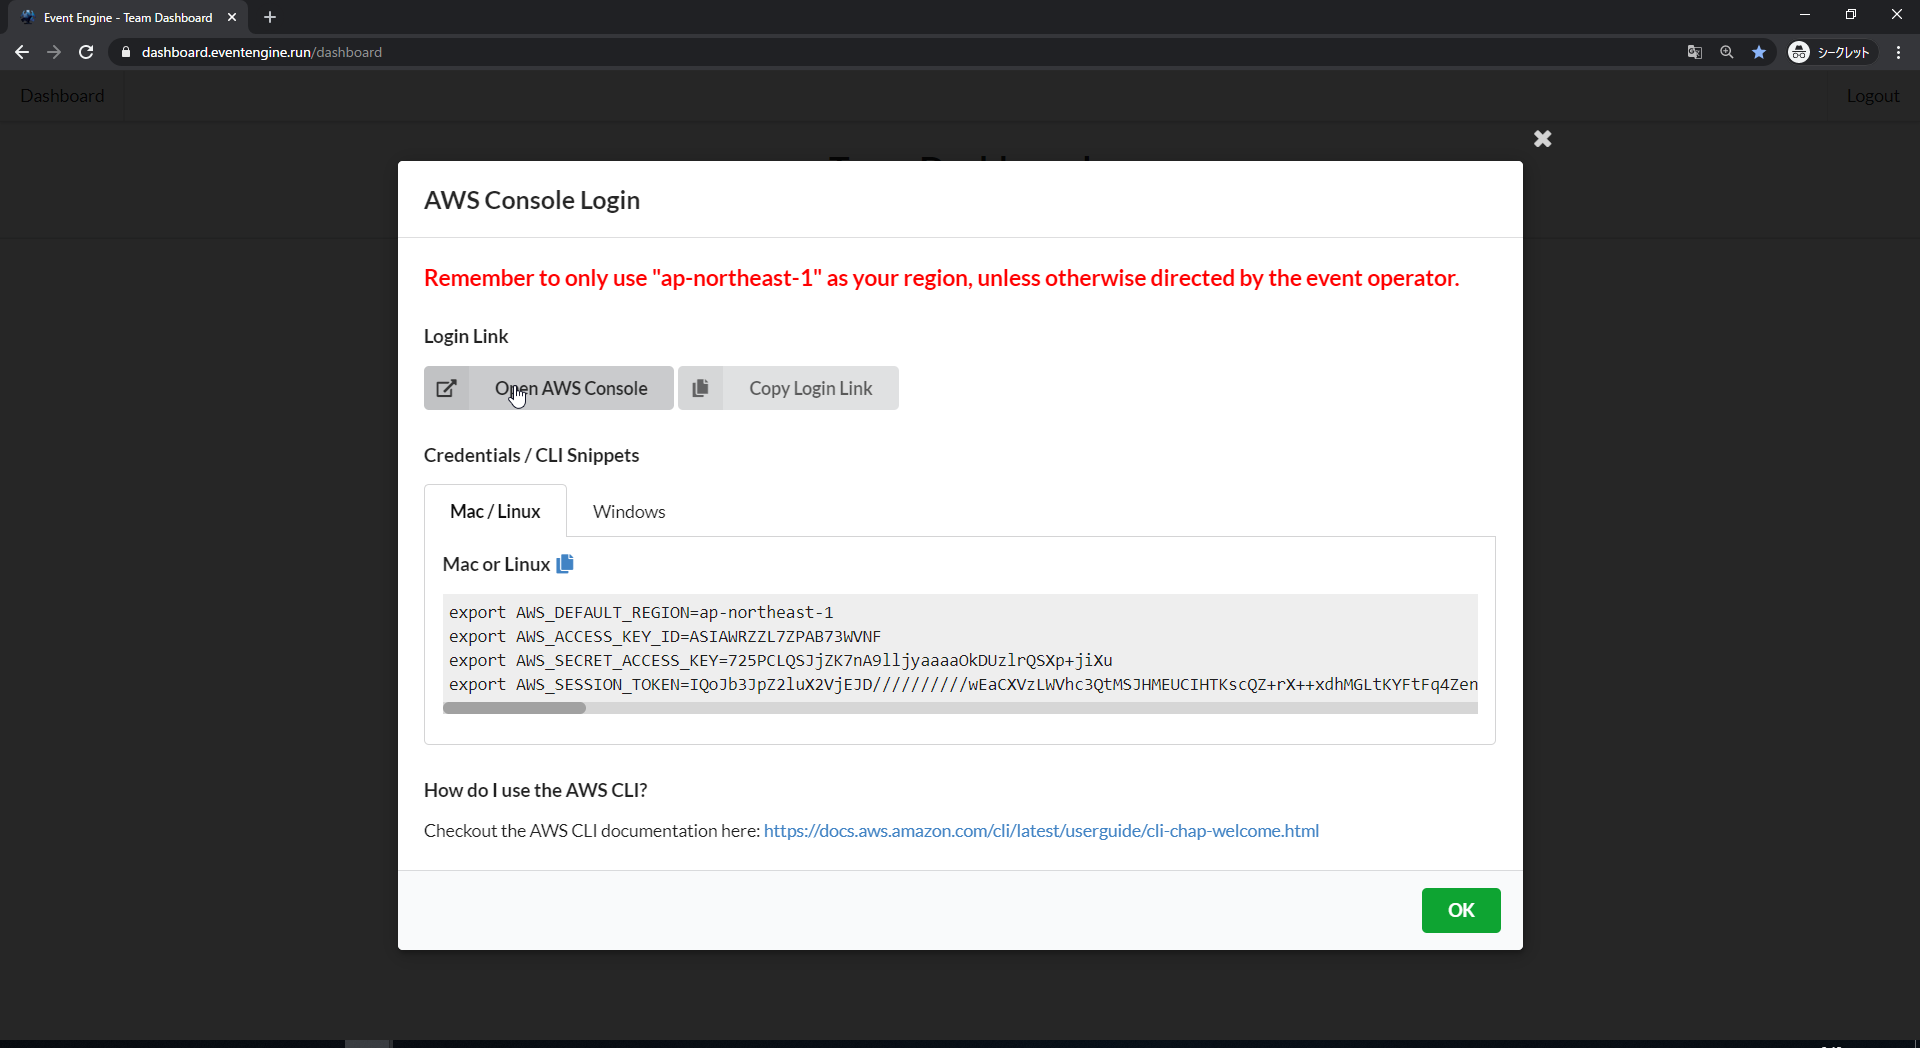 Event Engine - Team Dashboard
dashboard.eventengine.run/dashboard
シークレット
Dashboard
Logout
AWS Console Login
Remember to only use "ap-northeast-1" as your region, unless otherwise directed by the event operator.
Login Link
Open AWS Console
Copy Login Link
Credentials / CLI Snippets
Mac / Linux
Windows
Mac or Linux
export AWS_DEFAULT_REGION=ap-northeast-1
export AWS_ACCESS_KEY_ID=ASIAWRZZL7ZPAB73WVNF
export AWS_SECRET_ACCESS_KEY=725PCLQSJjZK7nA9lljyaaaaOkDUzlrQSXp+jiXu
export AWS_SESSION_TOKEN=IQoJb3JpZ2luX2VjEJD//////////wEaCXVzLWVhc3QtMSJHMEUCIHTKscQZ+rX++xdhMGLtKYFtFq4Zen
How do I use the AWS CLI?
Checkout the AWS CLI documentation here: https://docs.aws.amazon.com/cli/latest/userguide/cli-chap-welcome.html
OK